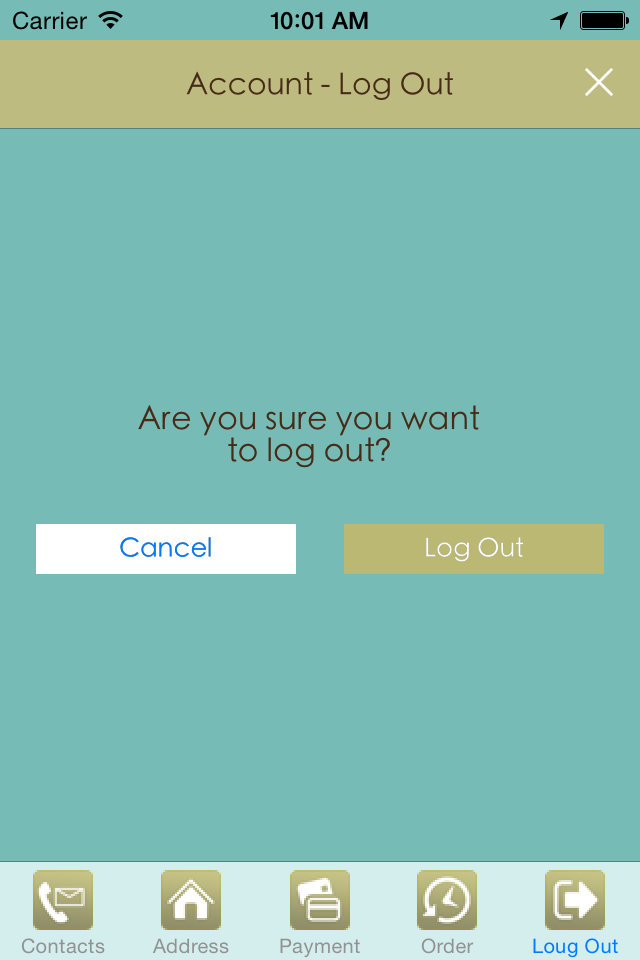 Carrier 10:01 AM
Account - Log Out
Are you sure you want
to log out?
Cancel Log Out
Contacts Address Payment Order Loug Out